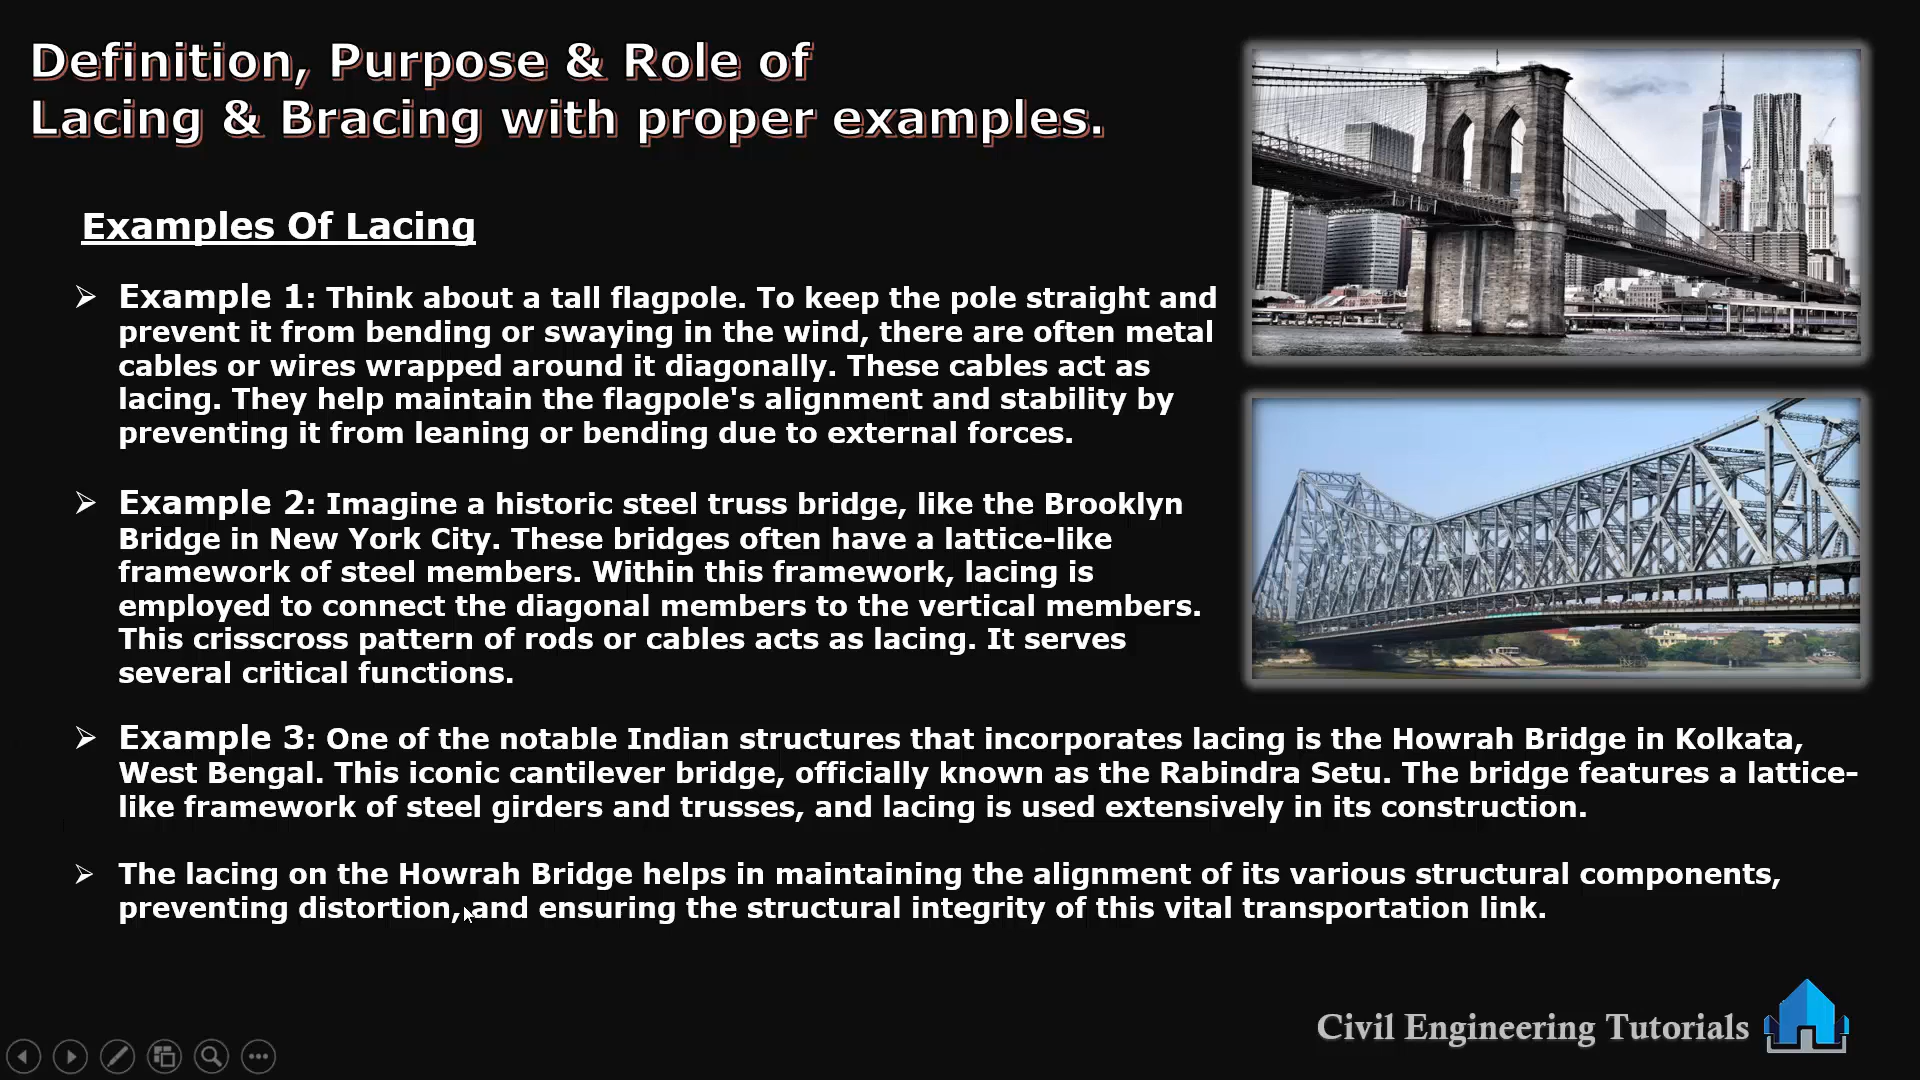 Definition, Purpose & Role of
Lacing & Bracing with proper examples.
Examples Of Lacing
Example 1: Think about a tall flagpole. To keep the pole straight and
prevent it from bending or swaying in the wind, there are often metal
cables or wires wrapped around it diagonally. These cables act as
lacing. They help maintain the flagpole's alignment and stability by
preventing it from leaning or bending due to external forces.
Example 2: Imagine a historic steel truss bridge, like the Brooklyn
Bridge in New York City. These bridges often have a lattice-like
framework of steel members. Within this framework, lacing is
employed to connect the diagonal members to the vertical members.
This crisscross pattern of rods or cables acts as lacing. It serves
several critical functions.
Example 3: One of the notable Indian structures that incorporates lacing is the Howrah Bridge in Kolkata,
West Bengal. This iconic cantilever bridge, officially known as the Rabindra Setu. The bridge features a lattice-
like framework of steel girders and trusses, and lacing is used extensively in its construction.
The lacing on the Howrah Bridge helps in maintaining the alignment of its various structural components,
preventing distortion, and ensuring the structural integrity of this vital transportation link.
Civil Engineering Tutorials